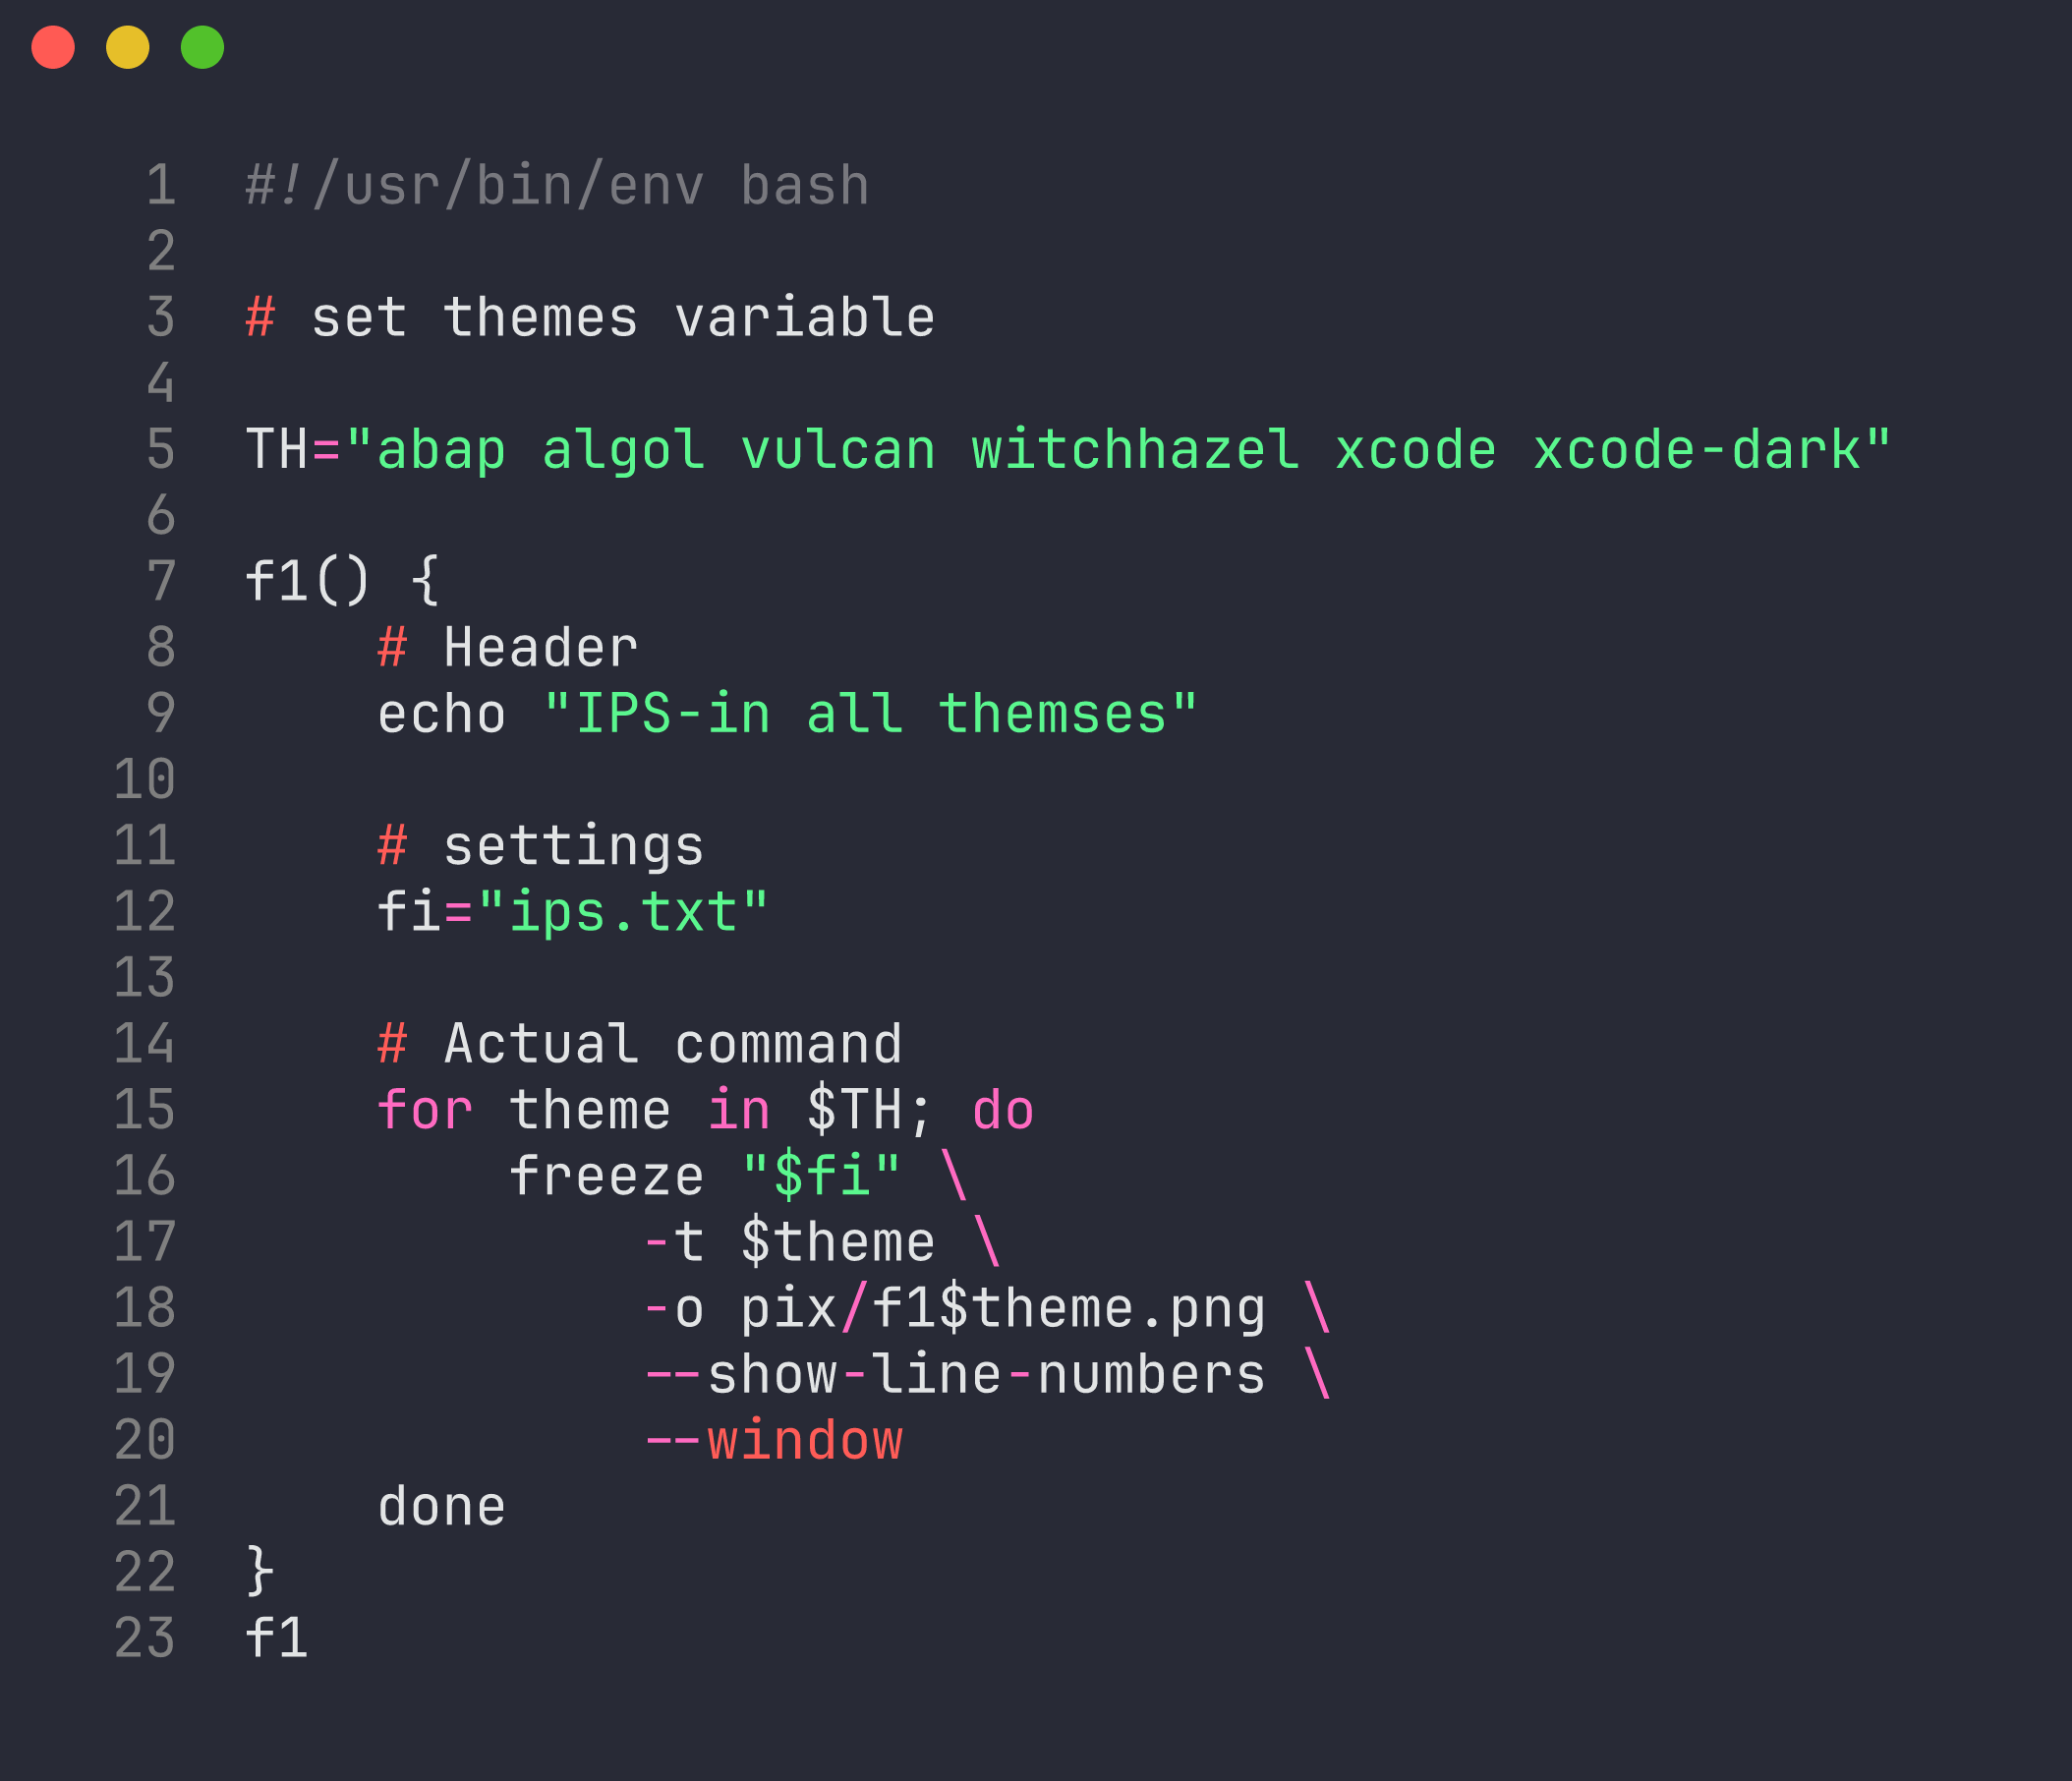 1 #!/usr/bin/env bash
2
3 # set themes variable
4
5 TH="abap algol vulcan witchhazel xcode xcode-dark"
6
7 f1() {
8     # Header
9     echo "IPS-in all themses"
10
11     # settings
12     fi="ips.txt"
13
14     # Actual command
15     for theme in $TH; do
16         freeze "$fi" \
17             -t $theme \
18             -o pix/f1$theme.png \
19             --show-line-numbers \
20             --window
21     done
22 }
23 f1